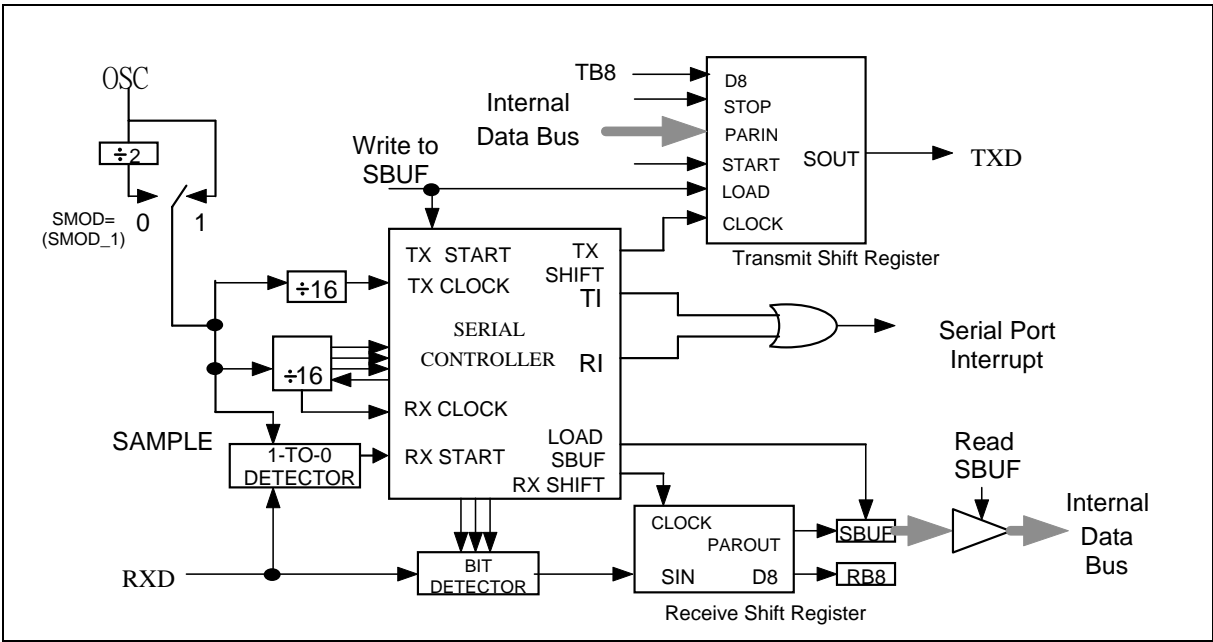 OSC
÷2
SMOD=
(SMOD_1)
0
1
Write to
SBUF
TB8
Internal
Data Bus
D8
STOP
PARIN
START
LOAD
CLOCK
SOUT
TXD
Transmit Shift Register
÷16
÷16
TX START
TX CLOCK
TX
SHIFT
TI
SERIAL
CONTROLLER
RI
RX CLOCK
RX START
LOAD
SBUF
RX SHIFT
Serial Port
Interrupt
SAMPLE
1-TO-0
DETECTOR
RXD
BIT
DETECTOR
CLOCK
PAROUT
SIN
D8
Receive Shift Register
SBUF
RB8
Read
SBUF
Internal
Data
Bus